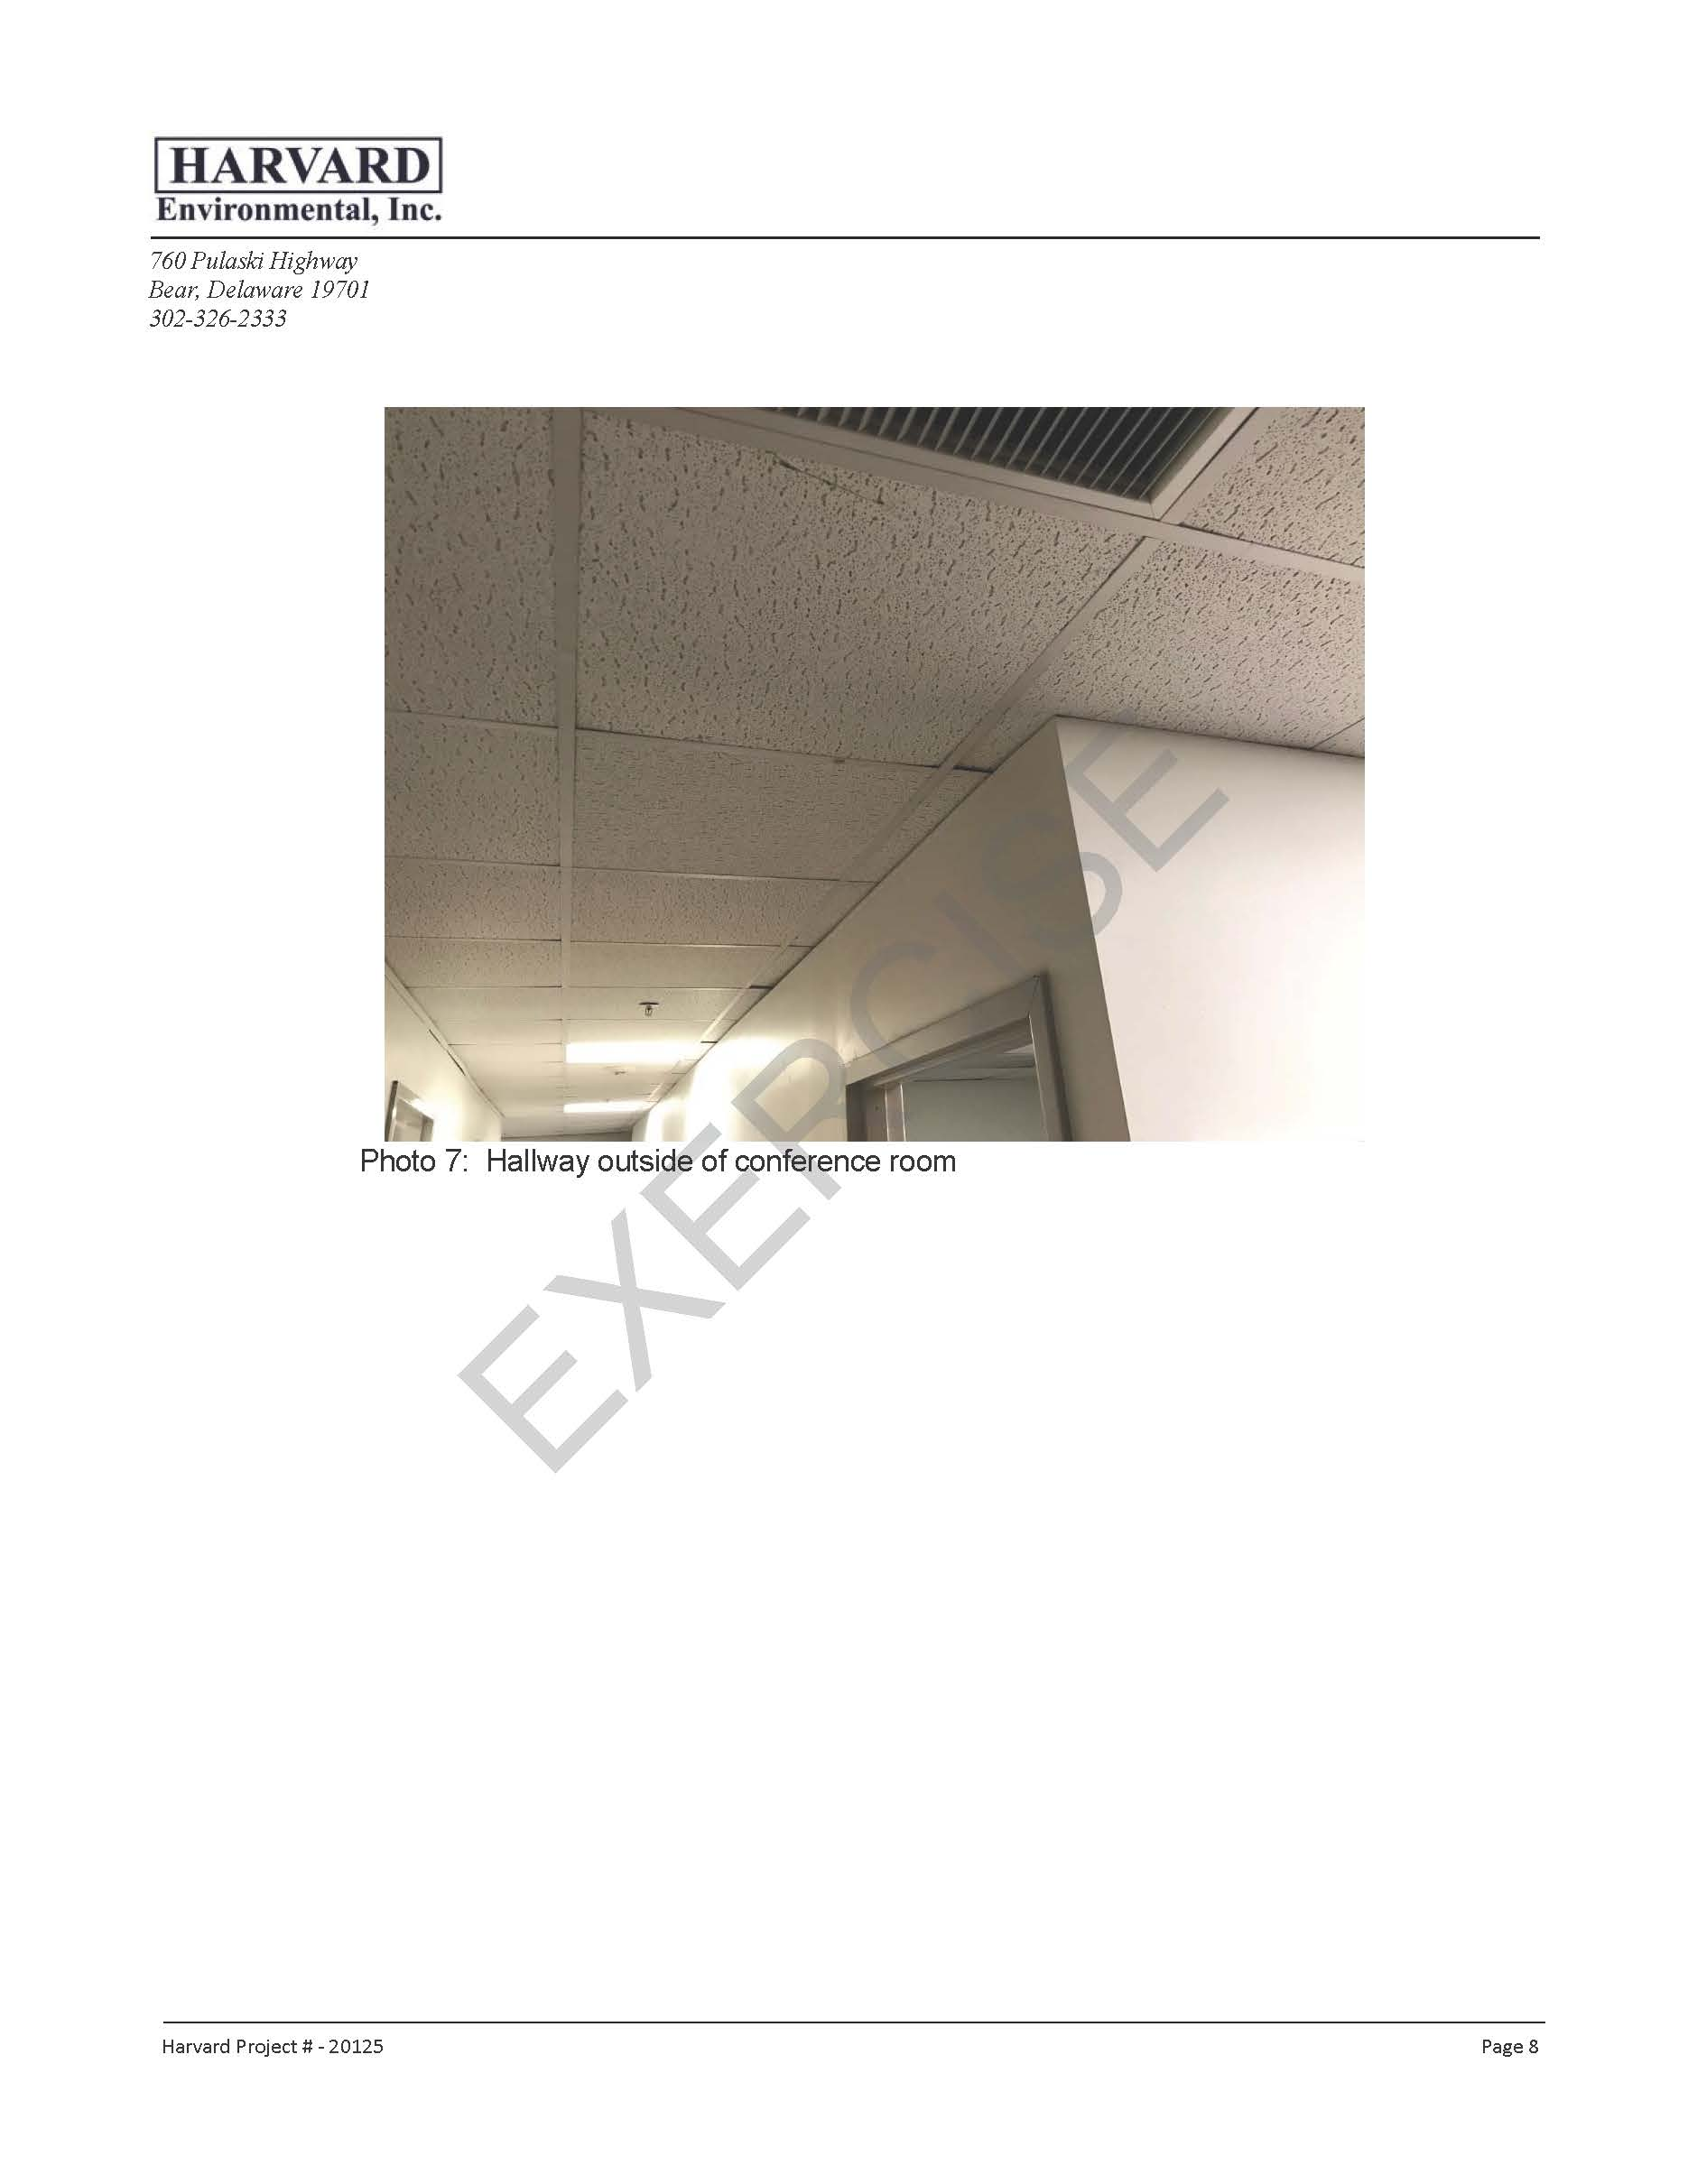 HARVARD
Environmental, Inc.
760 Pulaski Highway
Bear, Delaware 19701
302-326-2333
EXERCISE
Photo 7: Hallway outside of conference room
Harvard Project # - 20125
Page 8